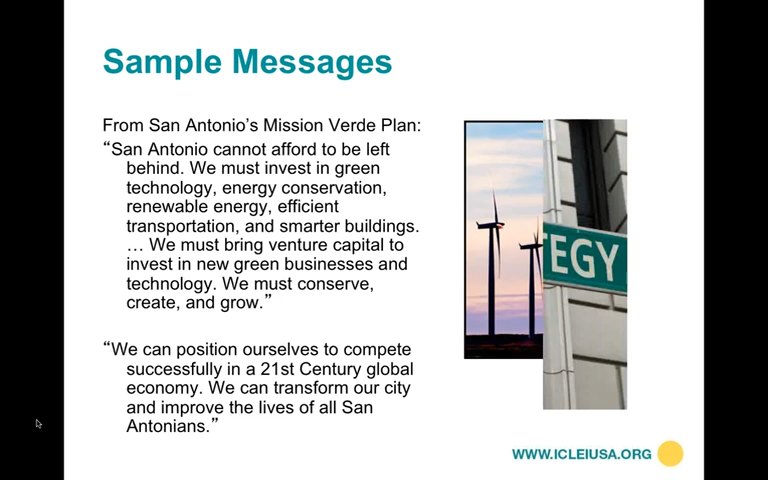 Sample Messages
From San Antonio’s Mission Verde Plan:
“San Antonio cannot afford to be left
behind. We must invest in green
technology, energy conservation,
renewable energy, efficient
transportation, and smarter buildings.
… We must bring venture capital to
invest in new green businesses and
technology. We must conserve,
create, and grow.”
“We can position ourselves to compete
successfully in a 21st Century global
economy. We can transform our city
and improve the lives of all San
Antonians.”
TEGY
WWW.ICLEIUSA.ORG